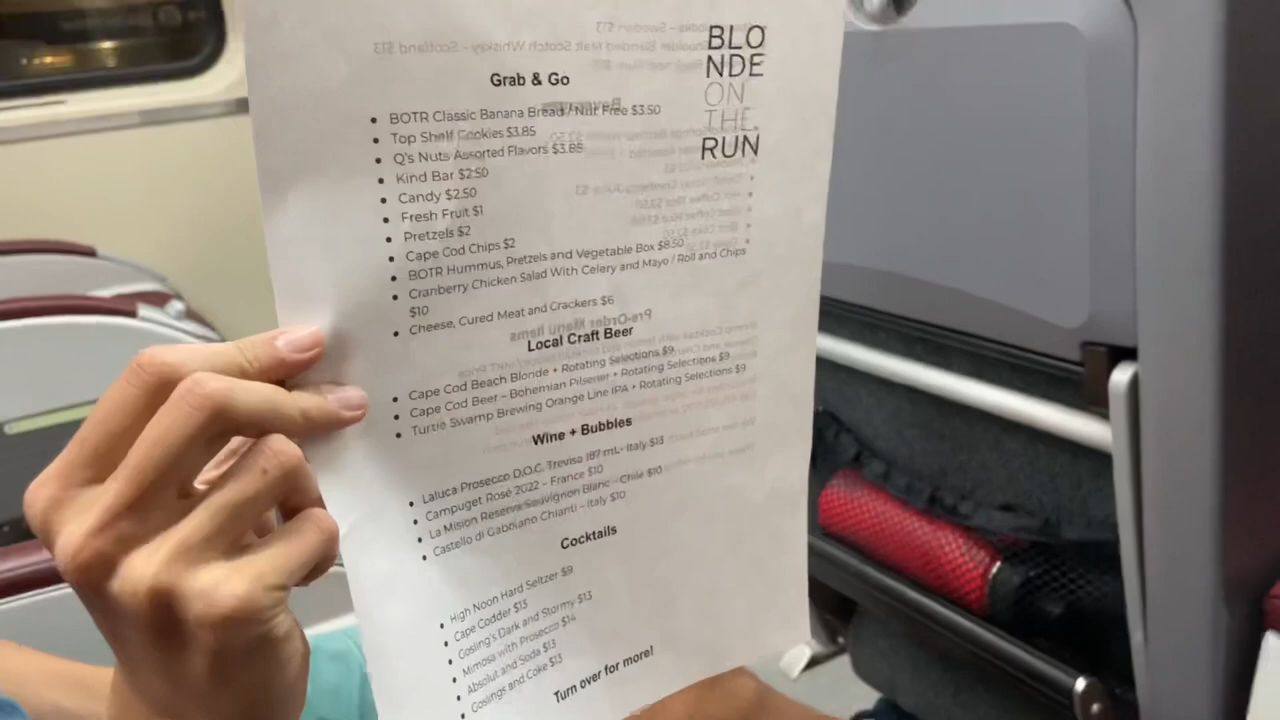 BLO
NDE
ON
THE.
RUN
Grab & Go
BOTR Classic Banana Bread / Nut Free $3.50
Top Shelf Cookies $3.85
Q's Nuts Assorted Flavors $3.85
Kind Bar $2.50
Candy $2.50
Fresh Fruit $1
Pretzels $2
Cape Cod Chips $2
BOTR Hummus, Pretzels and Vegetable Box $8.50
Cranberry Chicken Salad With Celery and Mayo / Roll and Chips
$10
Cheese, Cured Meat and Crackers $6
Local Craft Beer
Cape Cod Beach Blonde + Rotating Selections $9
Cape Cod Beer – Bohemian Pilsener + Rotating Selections $9
Turtle Swamp Brewing Orange Line IPA + Rotating Selections $9
Wine + Bubbles
Laluca Prosecco D.O.C. Treviso 187 mL- Italy $13
Campuget Rosé 2022 – France $10
La Mision Reserva Sauvignon Blanc – Chile $10
Castello di Gabbiano Chianti – Italy $10
Cocktails
High Noon Hard Seltzer $9
Cape Codder $13
Gosling's Dark and Stormy $13
Mimosa with Prosecco $14
Absolut and Soda $13
Goslings and Coke $13
Turn over for more!